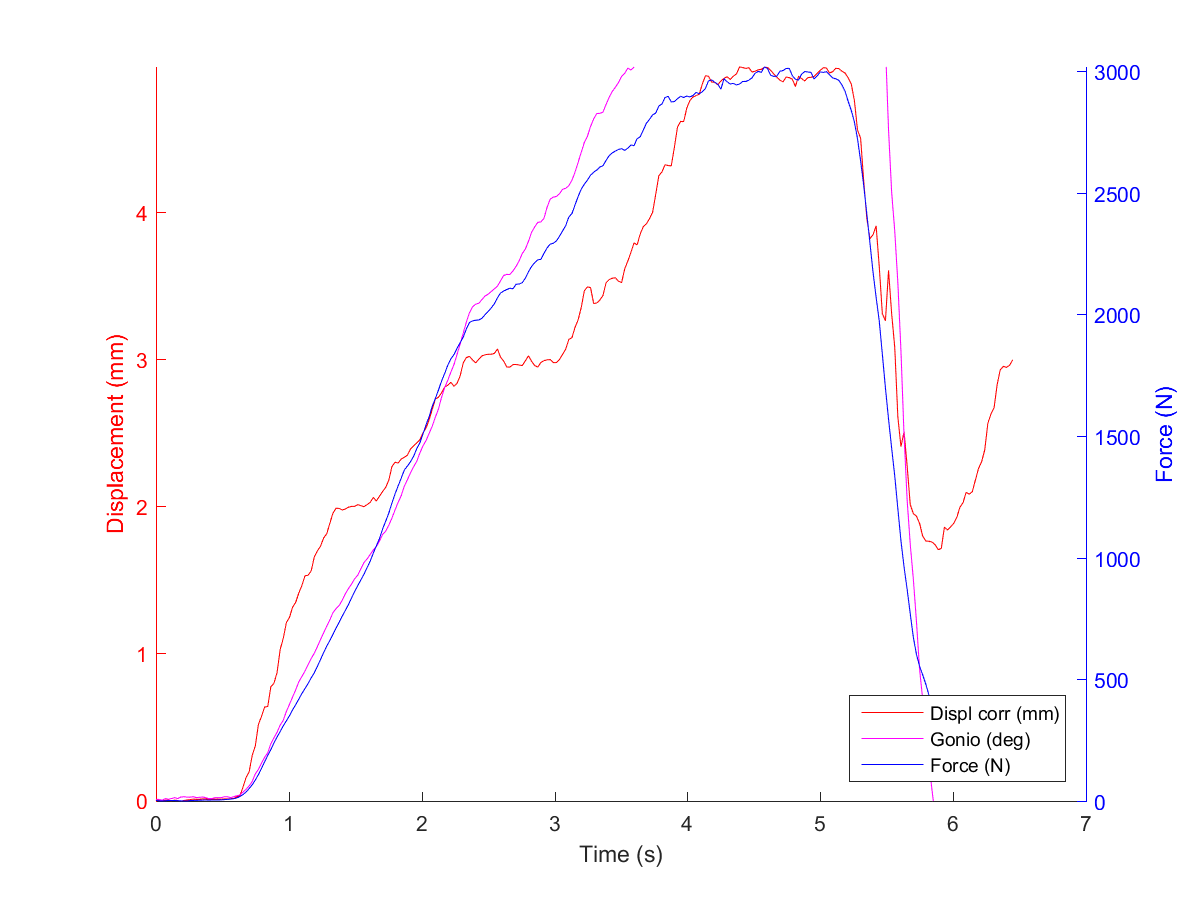 Displacement (mm)
4
3
2
1
0
3000
2500
2000
1500
1000
500
0
Force (N)
Displ corr (mm)
Gonio (deg)
Force (N)
0 1 2 3 4 5 6 7
Time (s)